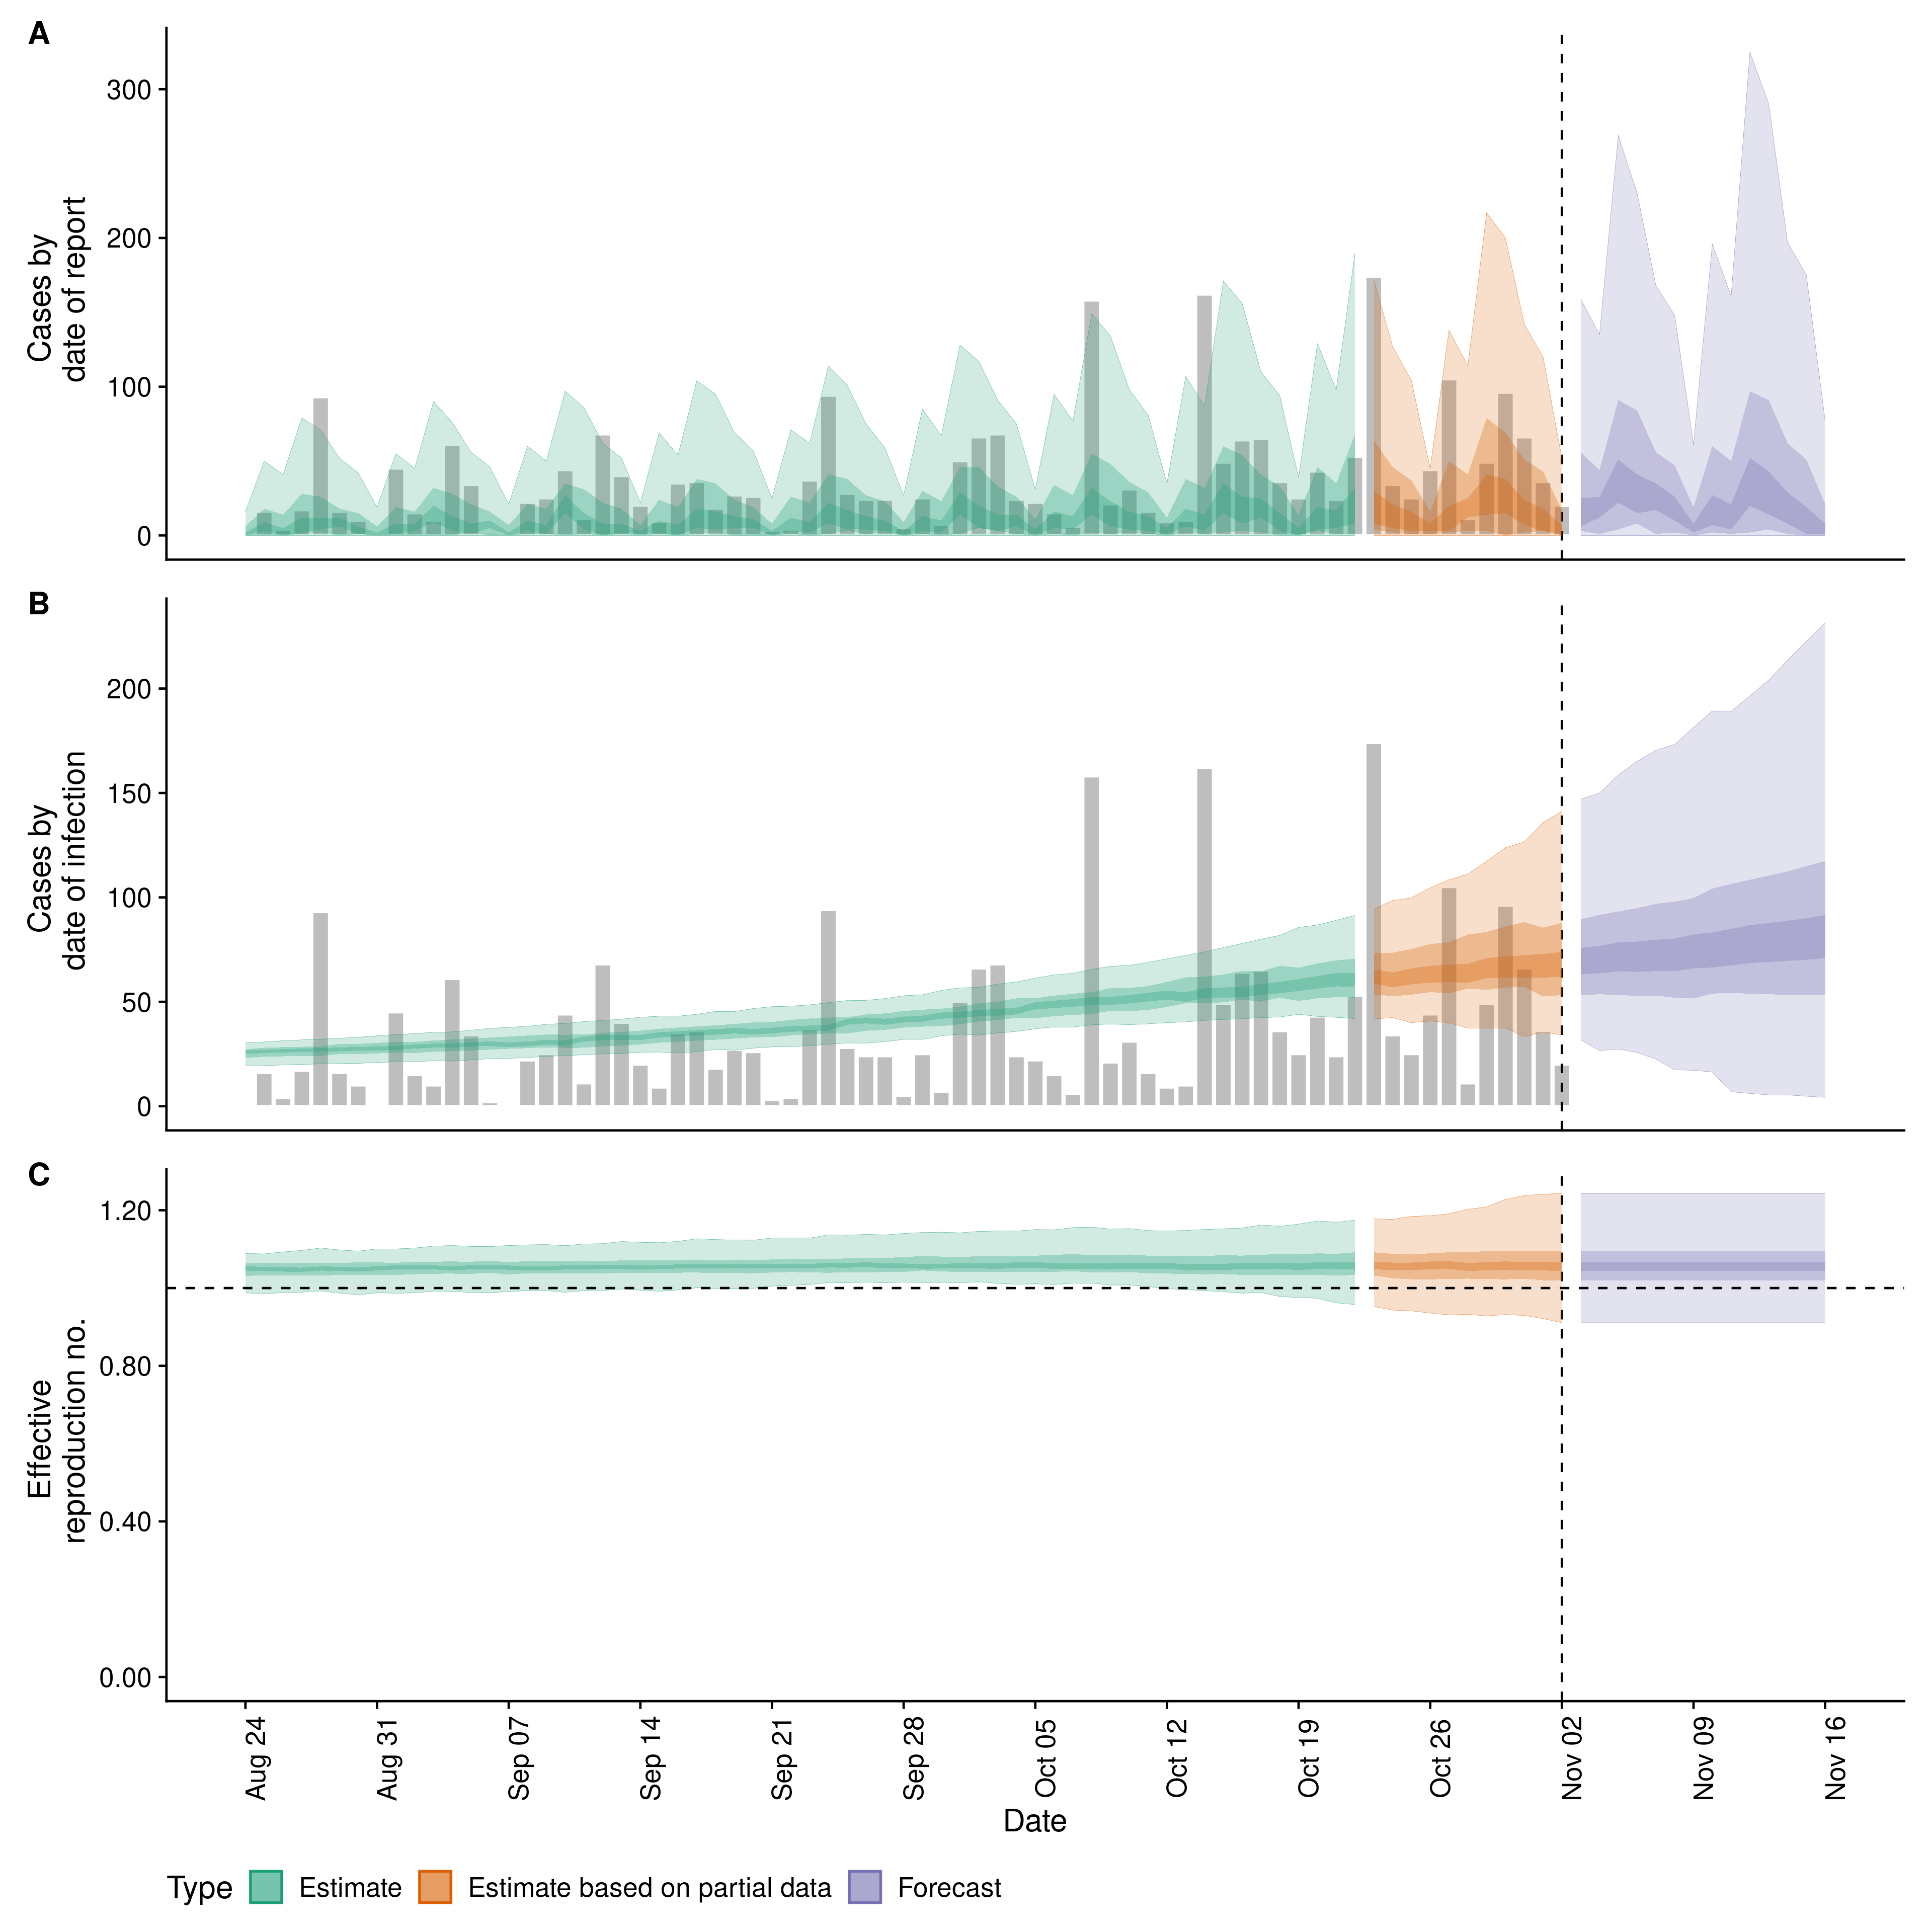 A
Cases by
date of report
300
200
100
0
B
Cases by
date of infection
200
150
100
50
0
C
Effective
reproduction no.
1.20
0.80
0.40
0.00
Aug 24
Aug 31
Sep 07
Sep 14
Sep 21
Sep 28
Oct 05
Oct 12
Oct 19
Oct 26
Nov 02
Nov 09
Nov 16
Date
Type Estimate Estimate based on partial data Forecast